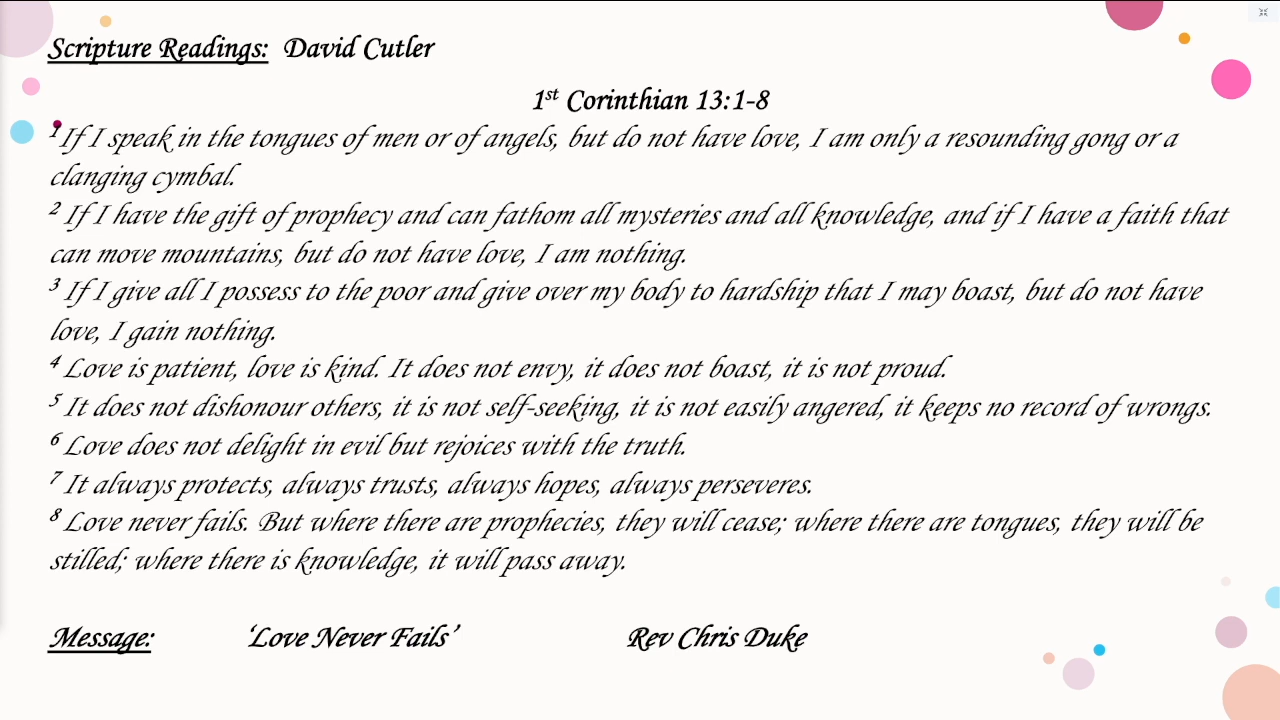 Scripture Readings: David Cutler
1st Corinthian 13:1-8
1 If I speak in the tongues of men or of angels, but do not have love, I am only a resounding gong or a
clanging cymbal.
2 If I have the gift of prophecy and can fathom all mysteries and all knowledge, and if I have a faith that
can move mountains, but do not have love, I am nothing.
3 If I give all I possess to the poor and give over my body to hardship that I may boast, but do not have
love, I gain nothing.
4 Love is patient, love is kind. It does not envy, it does not boast, it is not proud.
5 It does not dishonour others, it is not self-seeking, it is not easily angered, it keeps no record of wrongs.
6 Love does not delight in evil but rejoices with the truth.
7 It always protects, always trusts, always hopes, always perseveres.
8 Love never fails. But where there are prophecies, they will cease; where there are tongues, they will be
stilled; where there is knowledge, it will pass away.
Message: ‘Love Never Fails’ Rev Chris Duke